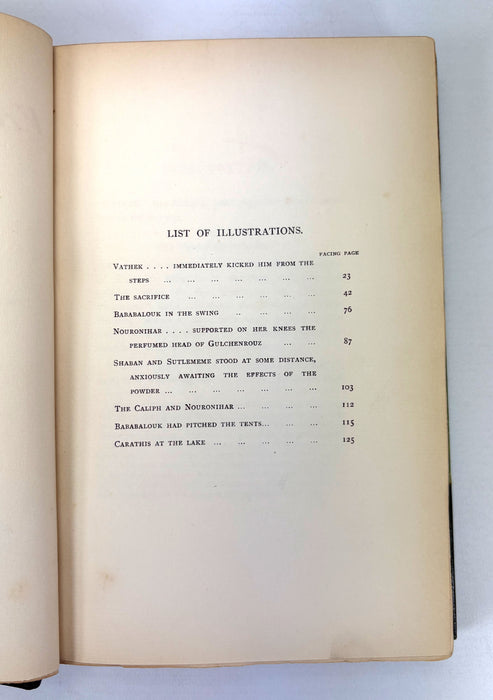 LIST OF ILLUSTRATIONS.
FACING PAGE
VATHEK .... IMMEDIATELY KICKED HIM FROM THE
STEPS ... ... ... ... ... ... ... 23
THE SACRIFICE ... ... ... ... ... ... 42
BABABALOUK IN THE SWING .. ... ... ... 76
NOURONIHAR .... SUPPORTED ON HER KNEES THE
PERFUMED HEAD OF GULCHENROUZ ... ... 87
SHABAN AND SUTLEMEME STOOD AT SOME DISTANCE,
ANXIOUSLY AWAITING THE EFFECTS OF THE
POWDER ... ... ... ... ... ... ... 103
THE CALIPH AND NOURONIHAR ... ... ... ... 112
BABABALOUK HAD PITCHED THE TENTS... ... ... 115
CARATHIS AT THE LAKE ... ... ... ... ... 125